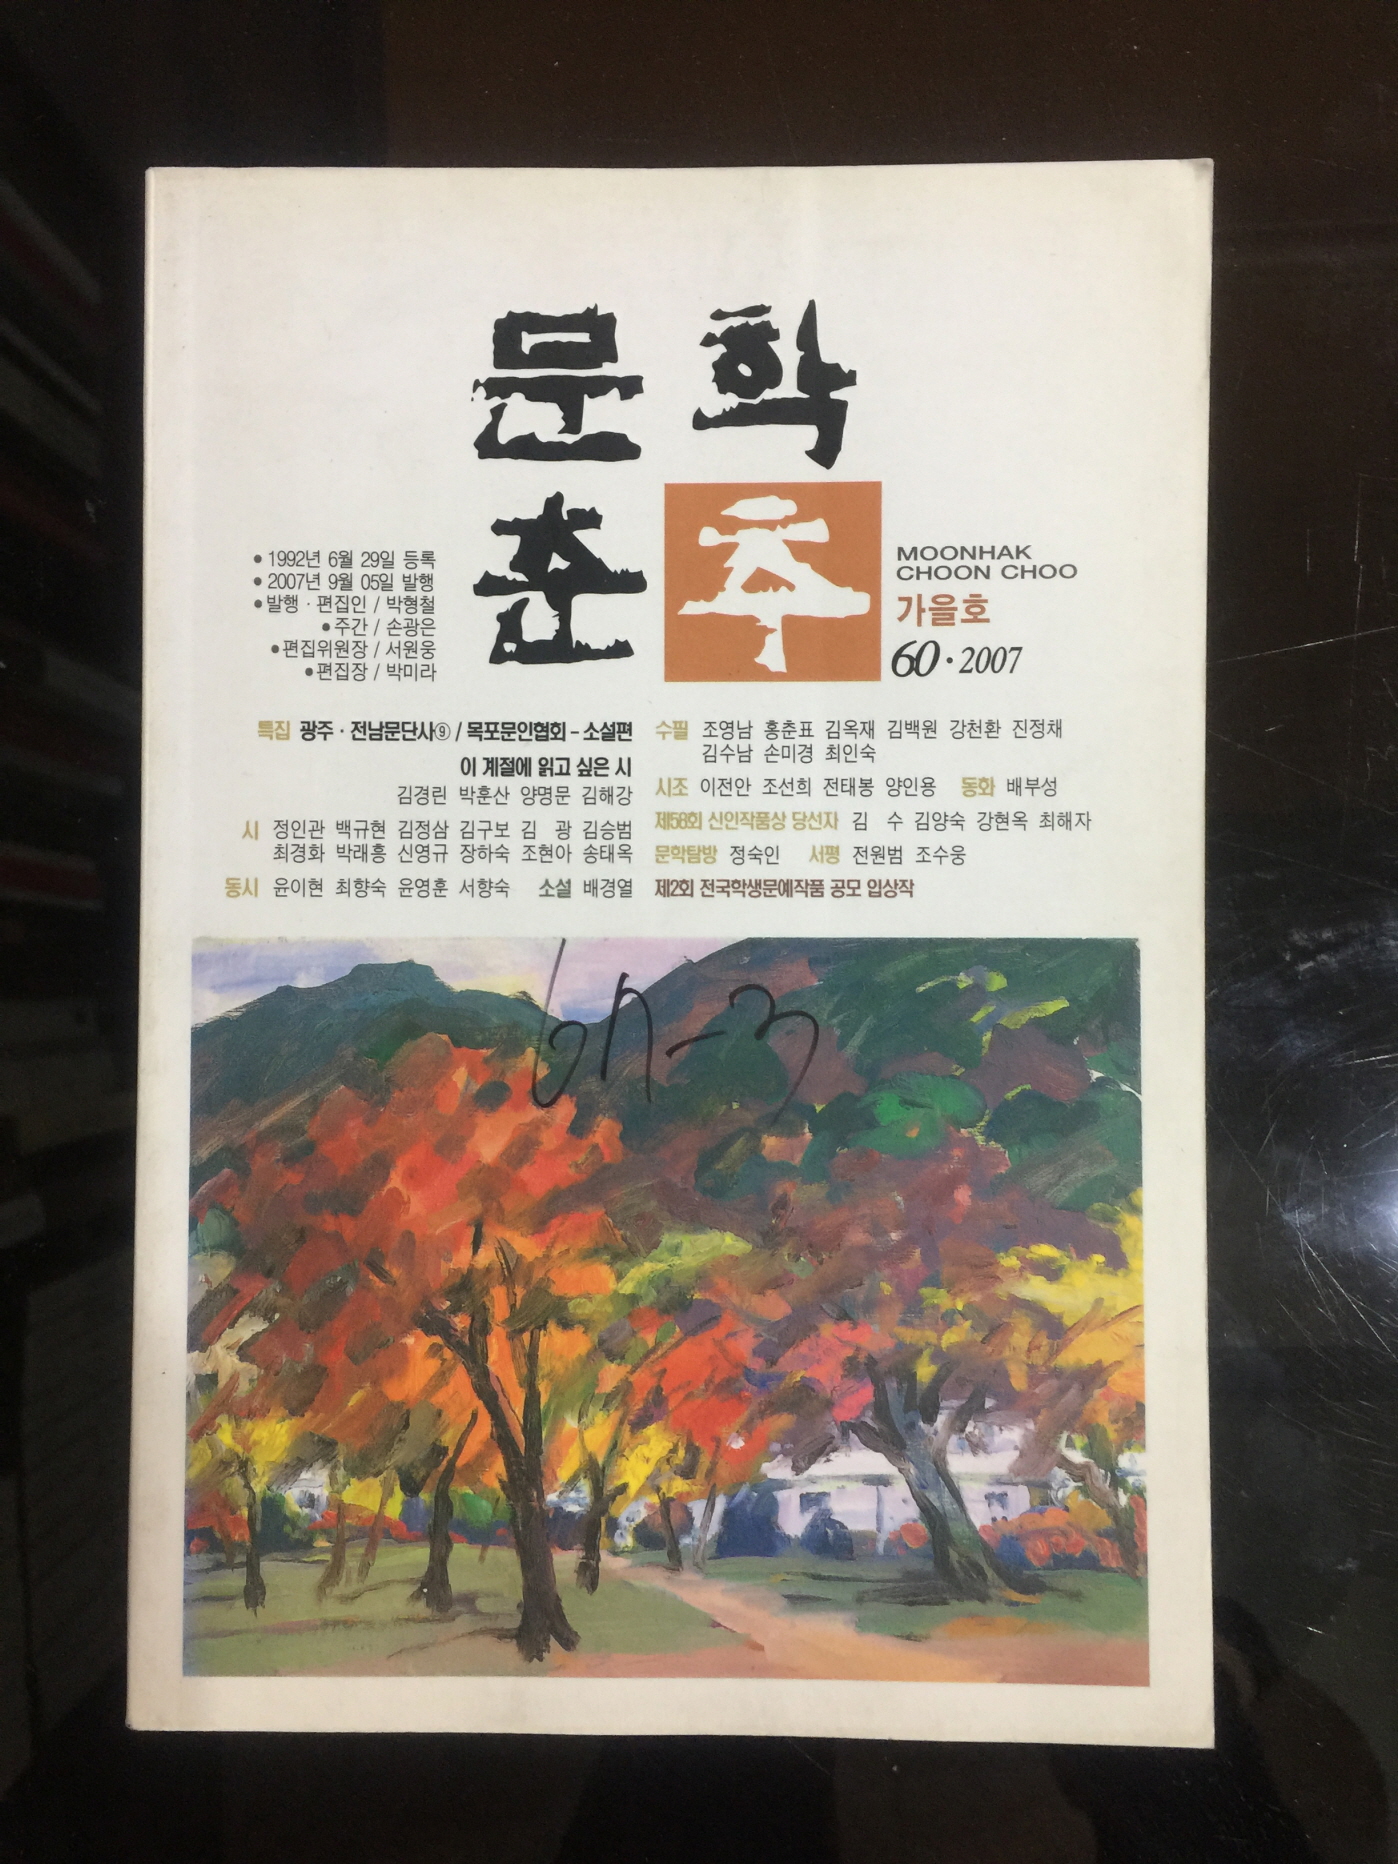 문학
춘추
MOONHAK
CHOON CHOO
가을호
60·2007
• 1992년 6월 29일 등록
• 2007년 9월 05일 발행
• 발행 · 편집인 / 박형철
• 주간 / 손광은
• 편집위원장 / 서원웅
• 편집장 / 박미라
특집 광주 · 전남문단사⑨ / 목포문인협회 – 소설편
이 계절에 읽고 싶은 시
김경린 박훈산 양명문 김해강
시 정인관 백규현 김정삼 김구보 김 광 김승범
최경화 박래흥 신영규 장하숙 조현아 송태옥
동시 윤이현 최향숙 윤영훈 서향숙 소설 배경열
수필 조영남 홍춘표 김옥재 김백원 강천환 진정채
김수남 손미경 최인숙
시조 이전안 조선희 전태봉 양인용 동화 배부성
제58회 신인작품상 당선자 김 수 김양숙 강현옥 최해자
문학탐방 정숙인 서평 전원범 조수웅
제2회 전국학생문예작품 공모 입상작